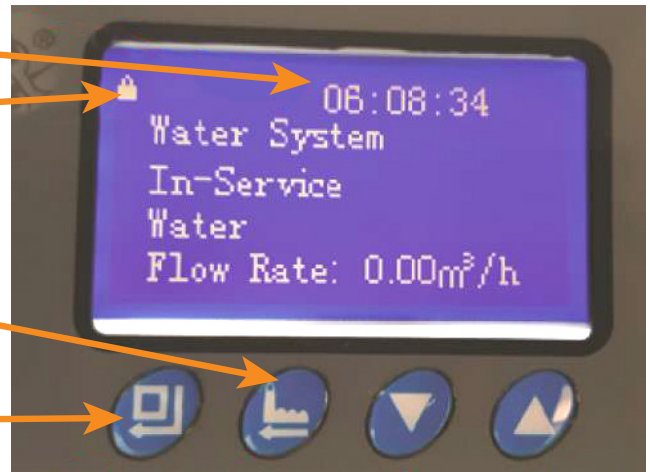 06:08:34
Water System
In-Service
Water
Flow Rate: 0.00m³/h